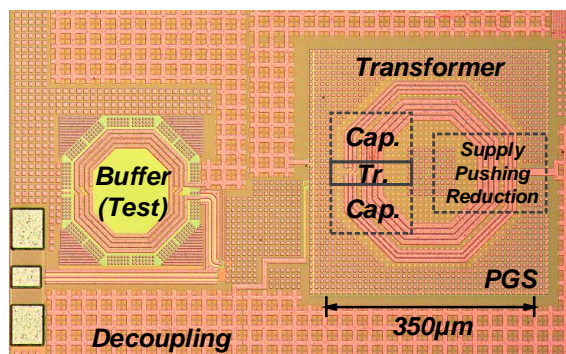 Transformer
Buffer
(Test)
Cap.
Tr.
Cap.
Supply
Pushing
Reduction
PGS
350μm
Decoupling